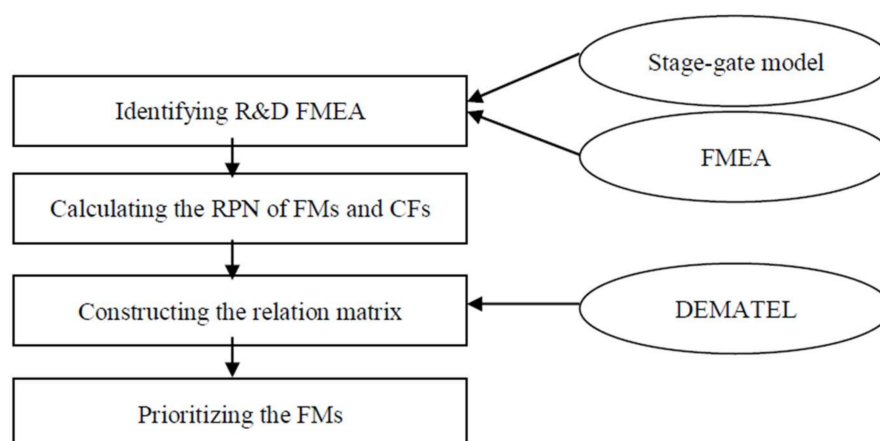 Stage-gate model
Identifying R&D FMEA
FMEA
Calculating the RPN of FMs and CFs
Constructing the relation matrix
DEMATEL
Prioritizing the FMs